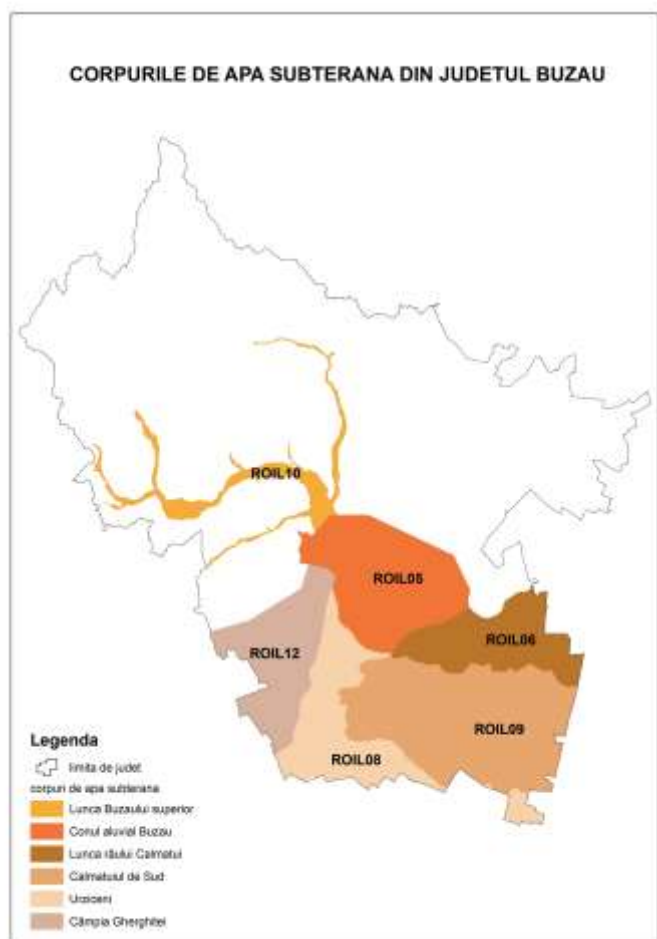 CORPURILE DE APA SUBTERANA DIN JUDETUL BUZAU
ROIL10
ROIL05
ROIL06
ROIL12
ROIL09
ROIL08
Legenda
limita de judet
corpuri de apa subterana
Lunca Buzaului superior
Conul aluvial Buzau
Lunca râului Calmatui
Calmatuiul de Sud
Urziceni
Câmpia Gherghitei